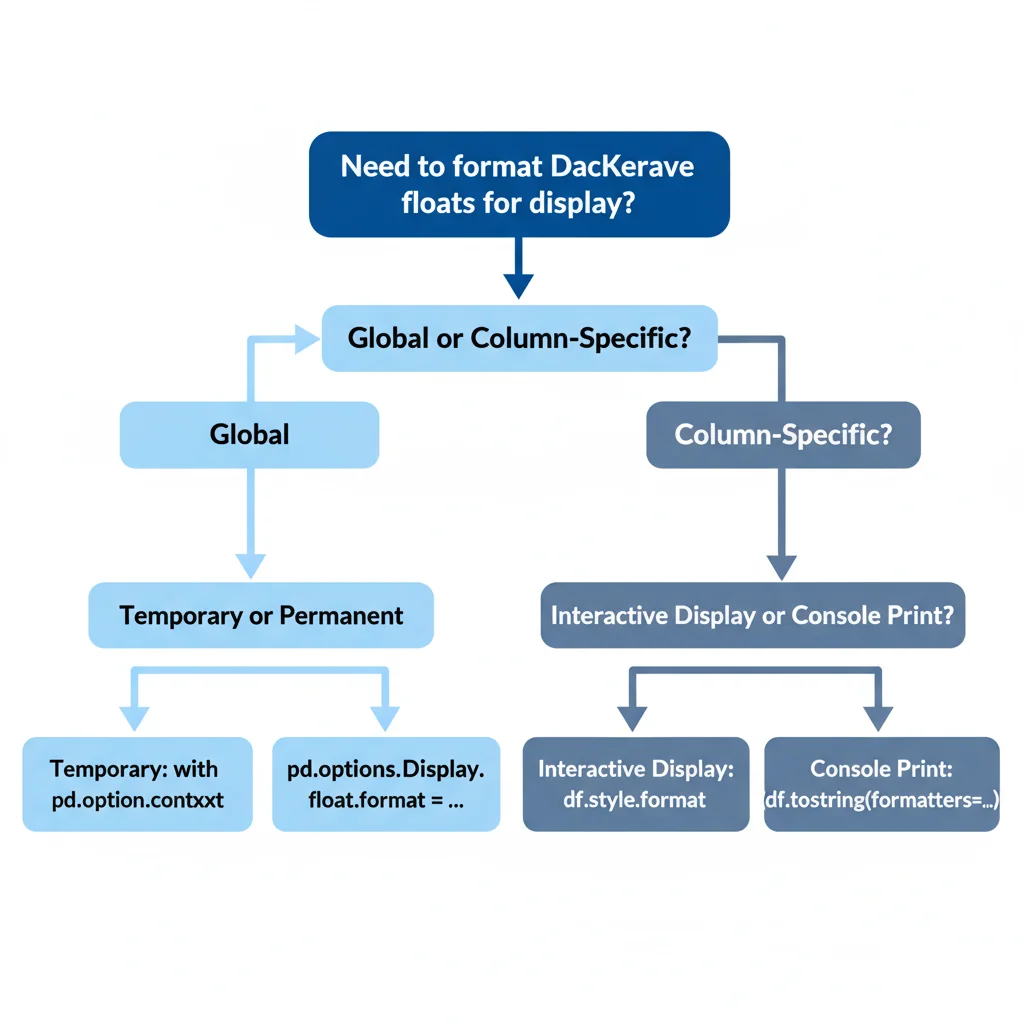 Need to format DacKerave
floats for display?
Global or Column-Specific?
Global
Column-Specific?
Temporary or Permanent
Interactive Display or Console Print?
Temporary: with
pd.option.contxxt
pd.options.Display.
float.format = ...
Interactive Display:
df.style.format
Console Print:
(df.tostring(formatters=...)